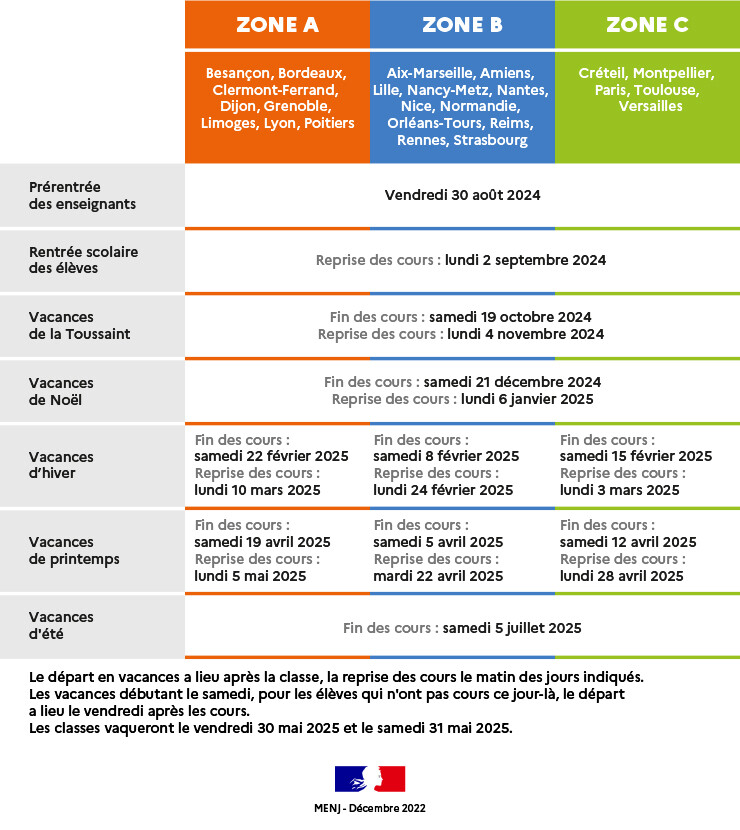 ZONE A
ZONE B
ZONE C
Besançon, Bordeaux,
Clermont-Ferrand,
Dijon, Grenoble,
Limoges, Lyon, Poitiers
Aix-Marseille, Amiens,
Lille, Nancy-Metz, Nantes,
Nice, Normandie,
Orléans-Tours, Reims,
Rennes, Strasbourg
Créteil, Montpellier,
Paris, Toulouse,
Versailles
Prérentrée
des enseignants
Vendredi 30 août 2024
Rentrée scolaire
des élèves
Reprise des cours : lundi 2 septembre 2024
Vacances
de la Toussaint
Fin des cours : samedi 19 octobre 2024
Reprise des cours : lundi 4 novembre 2024
Vacances
de Noël
Fin des cours : samedi 21 décembre 2024
Reprise des cours : lundi 6 janvier 2025
Vacances
d’hiver
Fin des cours :
samedi 22 février 2025
Reprise des cours :
lundi 10 mars 2025
Fin des cours :
samedi 8 février 2025
Reprise des cours :
lundi 24 février 2025
Fin des cours :
samedi 15 février 2025
Reprise des cours :
lundi 3 mars 2025
Vacances
de printemps
Fin des cours :
samedi 19 avril 2025
Reprise des cours :
lundi 5 mai 2025
Fin des cours :
samedi 5 avril 2025
Reprise des cours :
mardi 22 avril 2025
Fin des cours :
samedi 12 avril 2025
Reprise des cours :
lundi 28 avril 2025
Vacances
d'été
Fin des cours : samedi 5 juillet 2025
Le départ en vacances a lieu après la classe, la reprise des cours le matin des jours indiqués.
Les vacances débutant le samedi, pour les élèves qui n'ont pas cours ce jour-là, le départ
a lieu le vendredi après les cours.
Les classes vaqueront le vendredi 30 mai 2025 et le samedi 31 mai 2025.
MENJ - Décembre 2022